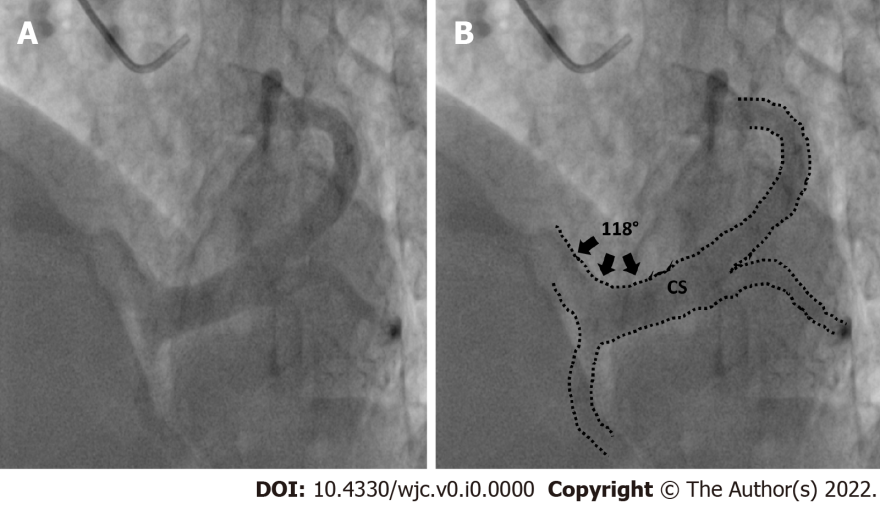 A
B
118°
CS
DOI: 10.4330/wjc.v0.i0.0000 Copyright © The Author(s) 2022.